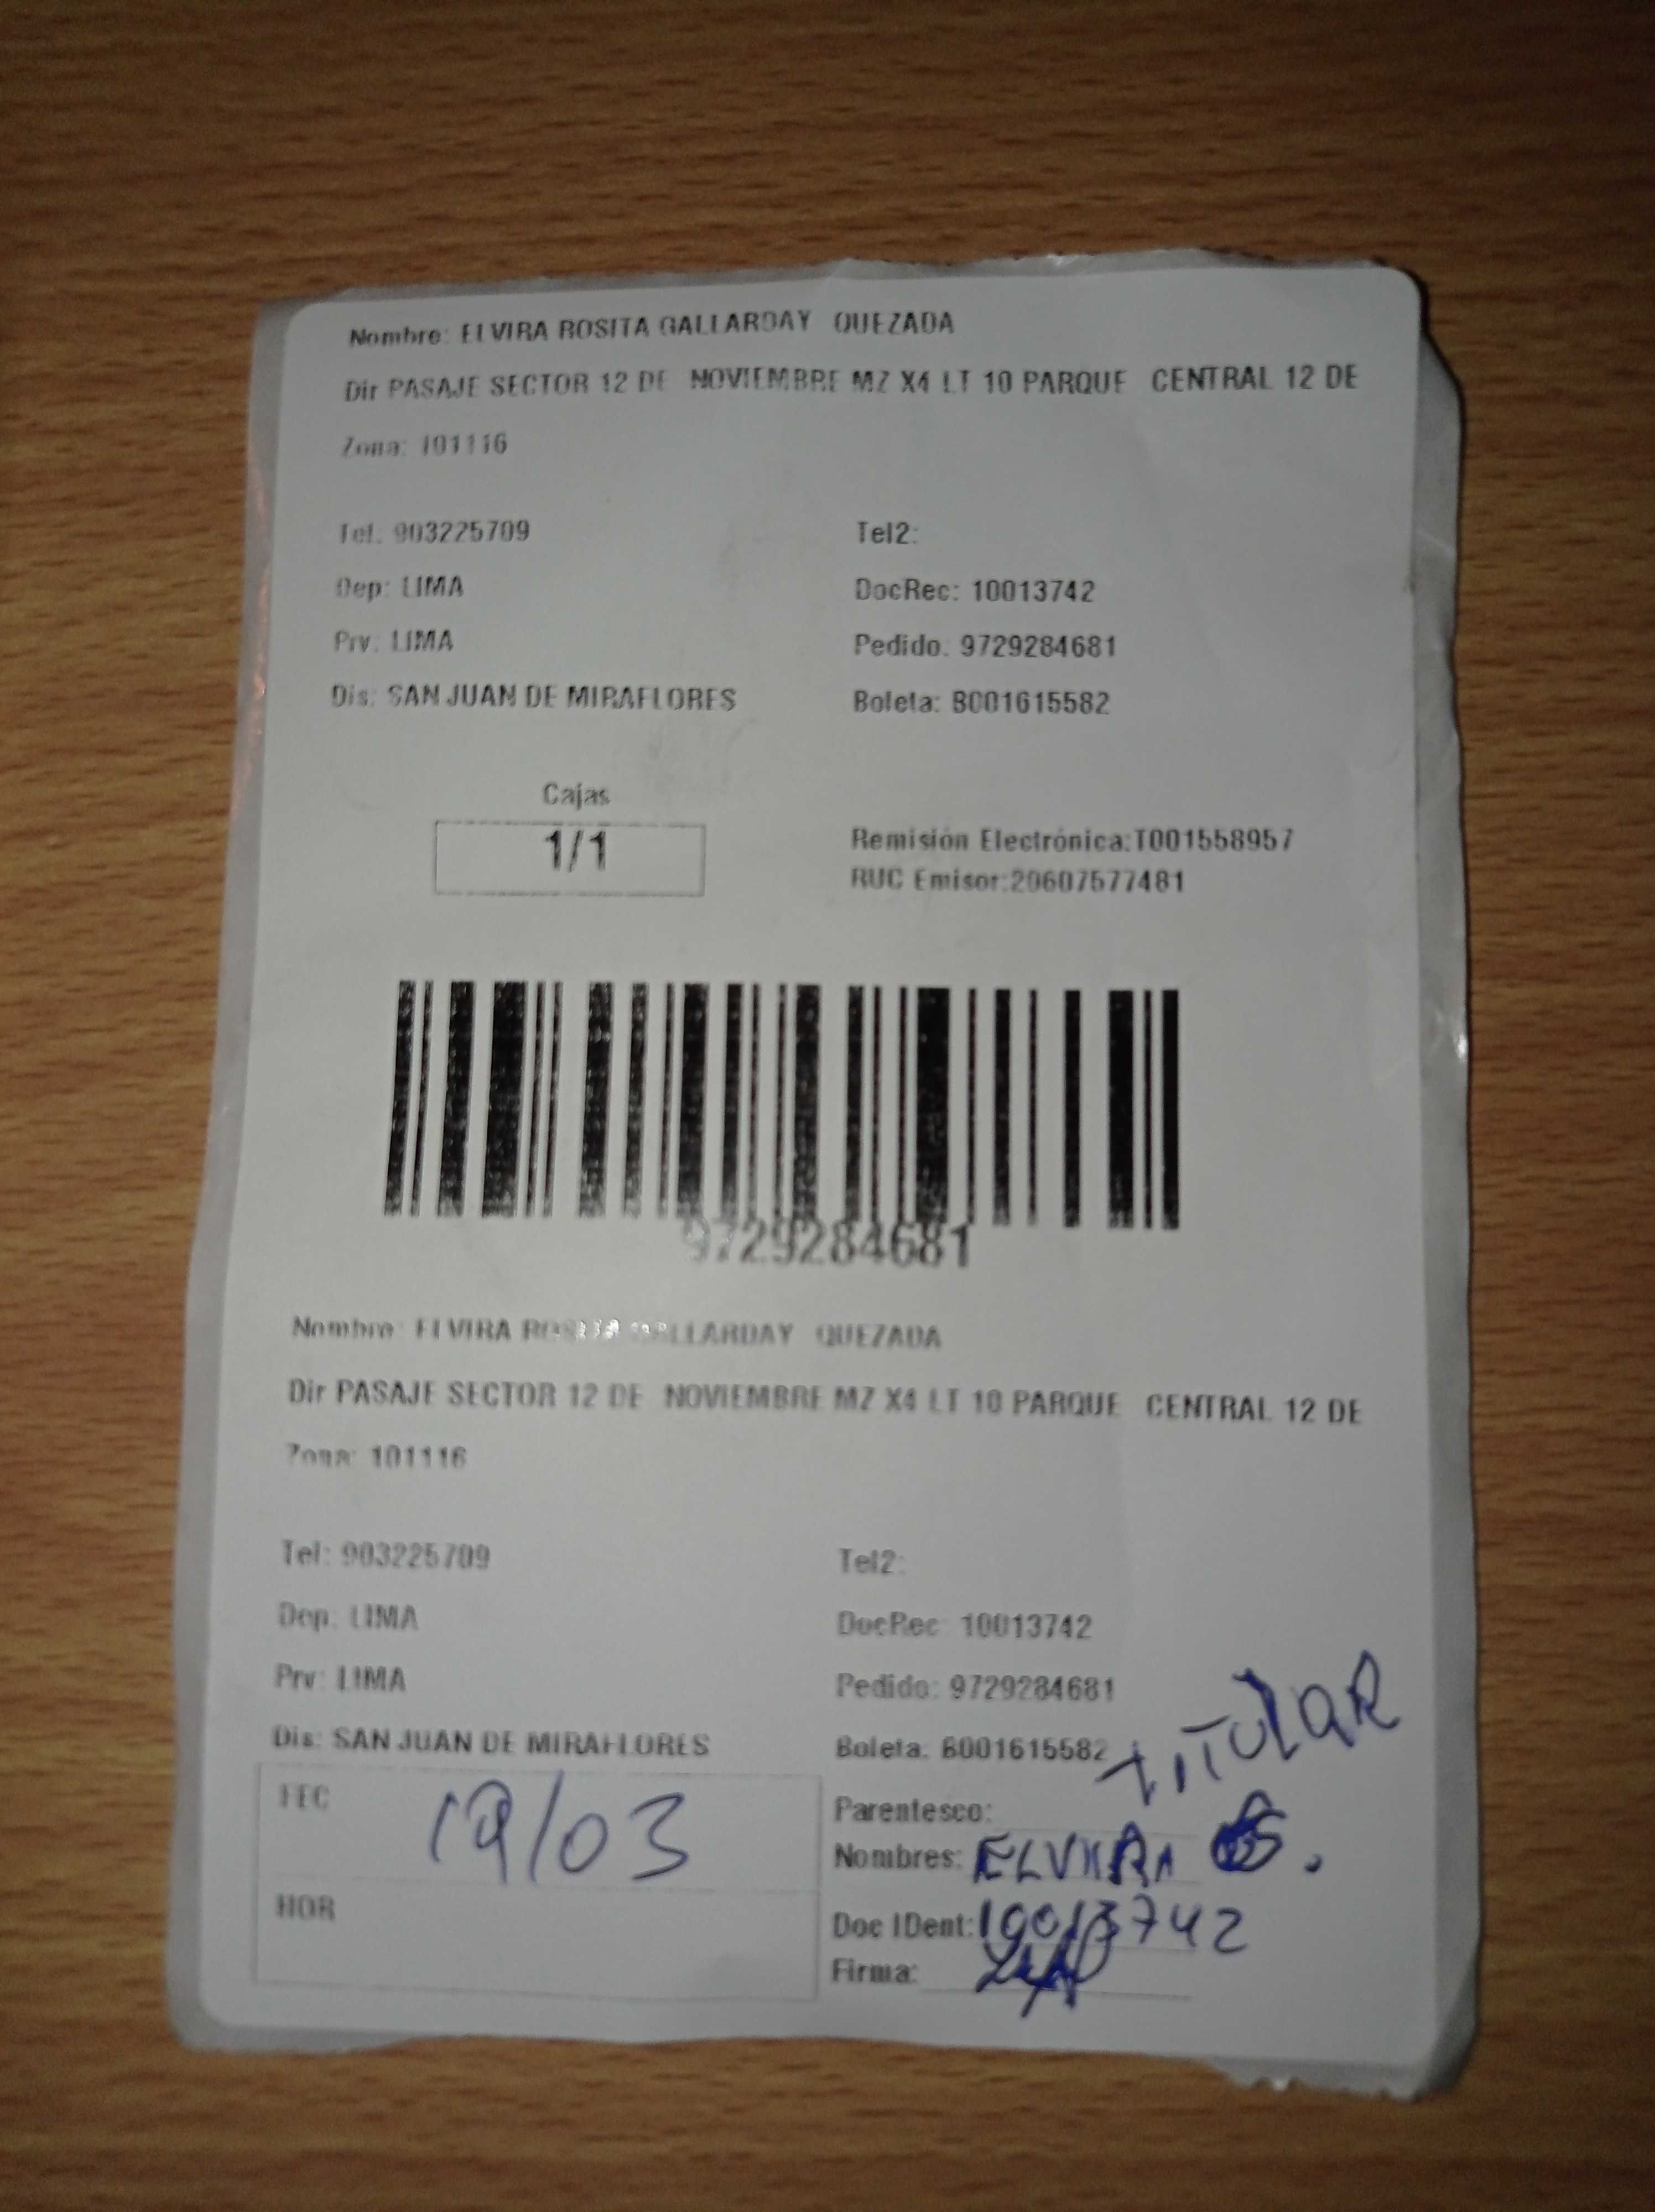 Nombre: ELVIRA ROSITA GALLARDAY QUEZADA
Dir PASAJE SECTOR 12 DE NOVIEMBRE MZ X4 LT 10 PARQUE CENTRAL 12 DE
Zona: 101116
Tel: 903225709 Tel2:
Dep: LIMA DocRec: 10013742
Prv: LIMA Pedido: 9729284681
Dis: SAN JUAN DE MIRAFLORES Boleta: B001615582
Cajas
1/1
Remisión Electrónica:T001558957
RUC Emisor:20607577481
9729284681
Nombre: ELVIRA ROSITA GALLARDAY QUEZADA
Dir PASAJE SECTOR 12 DE NOVIEMBRE MZ X4 LT 10 PARQUE CENTRAL 12 DE
Zona: 101116
Tel: 903225709 Tel2:
Dep: LIMA DocRec: 10013742
Prv: LIMA Pedido: 9729284681
Dis: SAN JUAN DE MIRAFLORES Boleta: B001615582
TITULAR
FEC 19/03
Parentesco:
Nombres: ELVIRA
HOR
Doc IDent: 10013742
Firma: